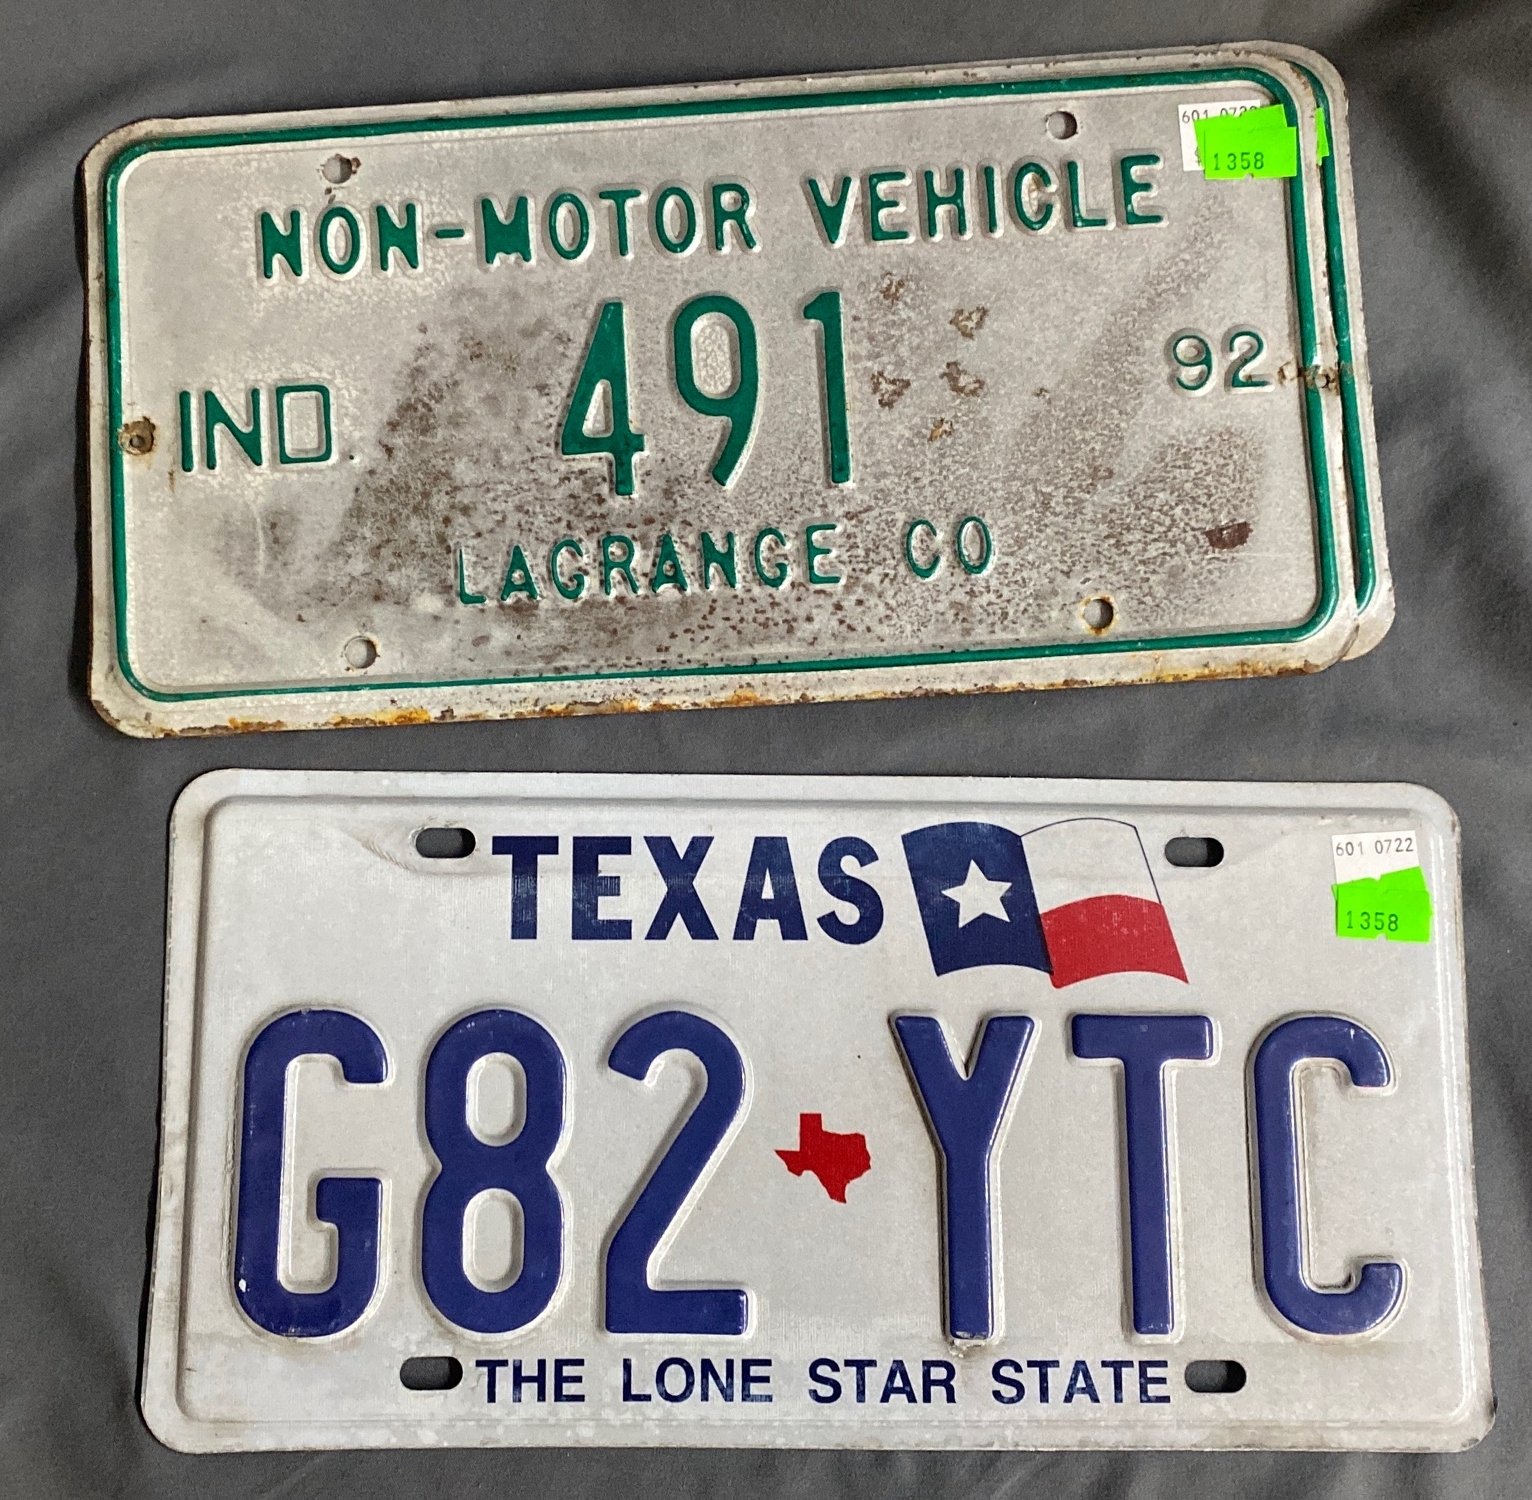 NON-MOTOR VEHICLE
1358
491
IND.
92
LAGRANGE CO
TEXAS
601 0722
1358
G82 YTC
THE LONE STAR STATE